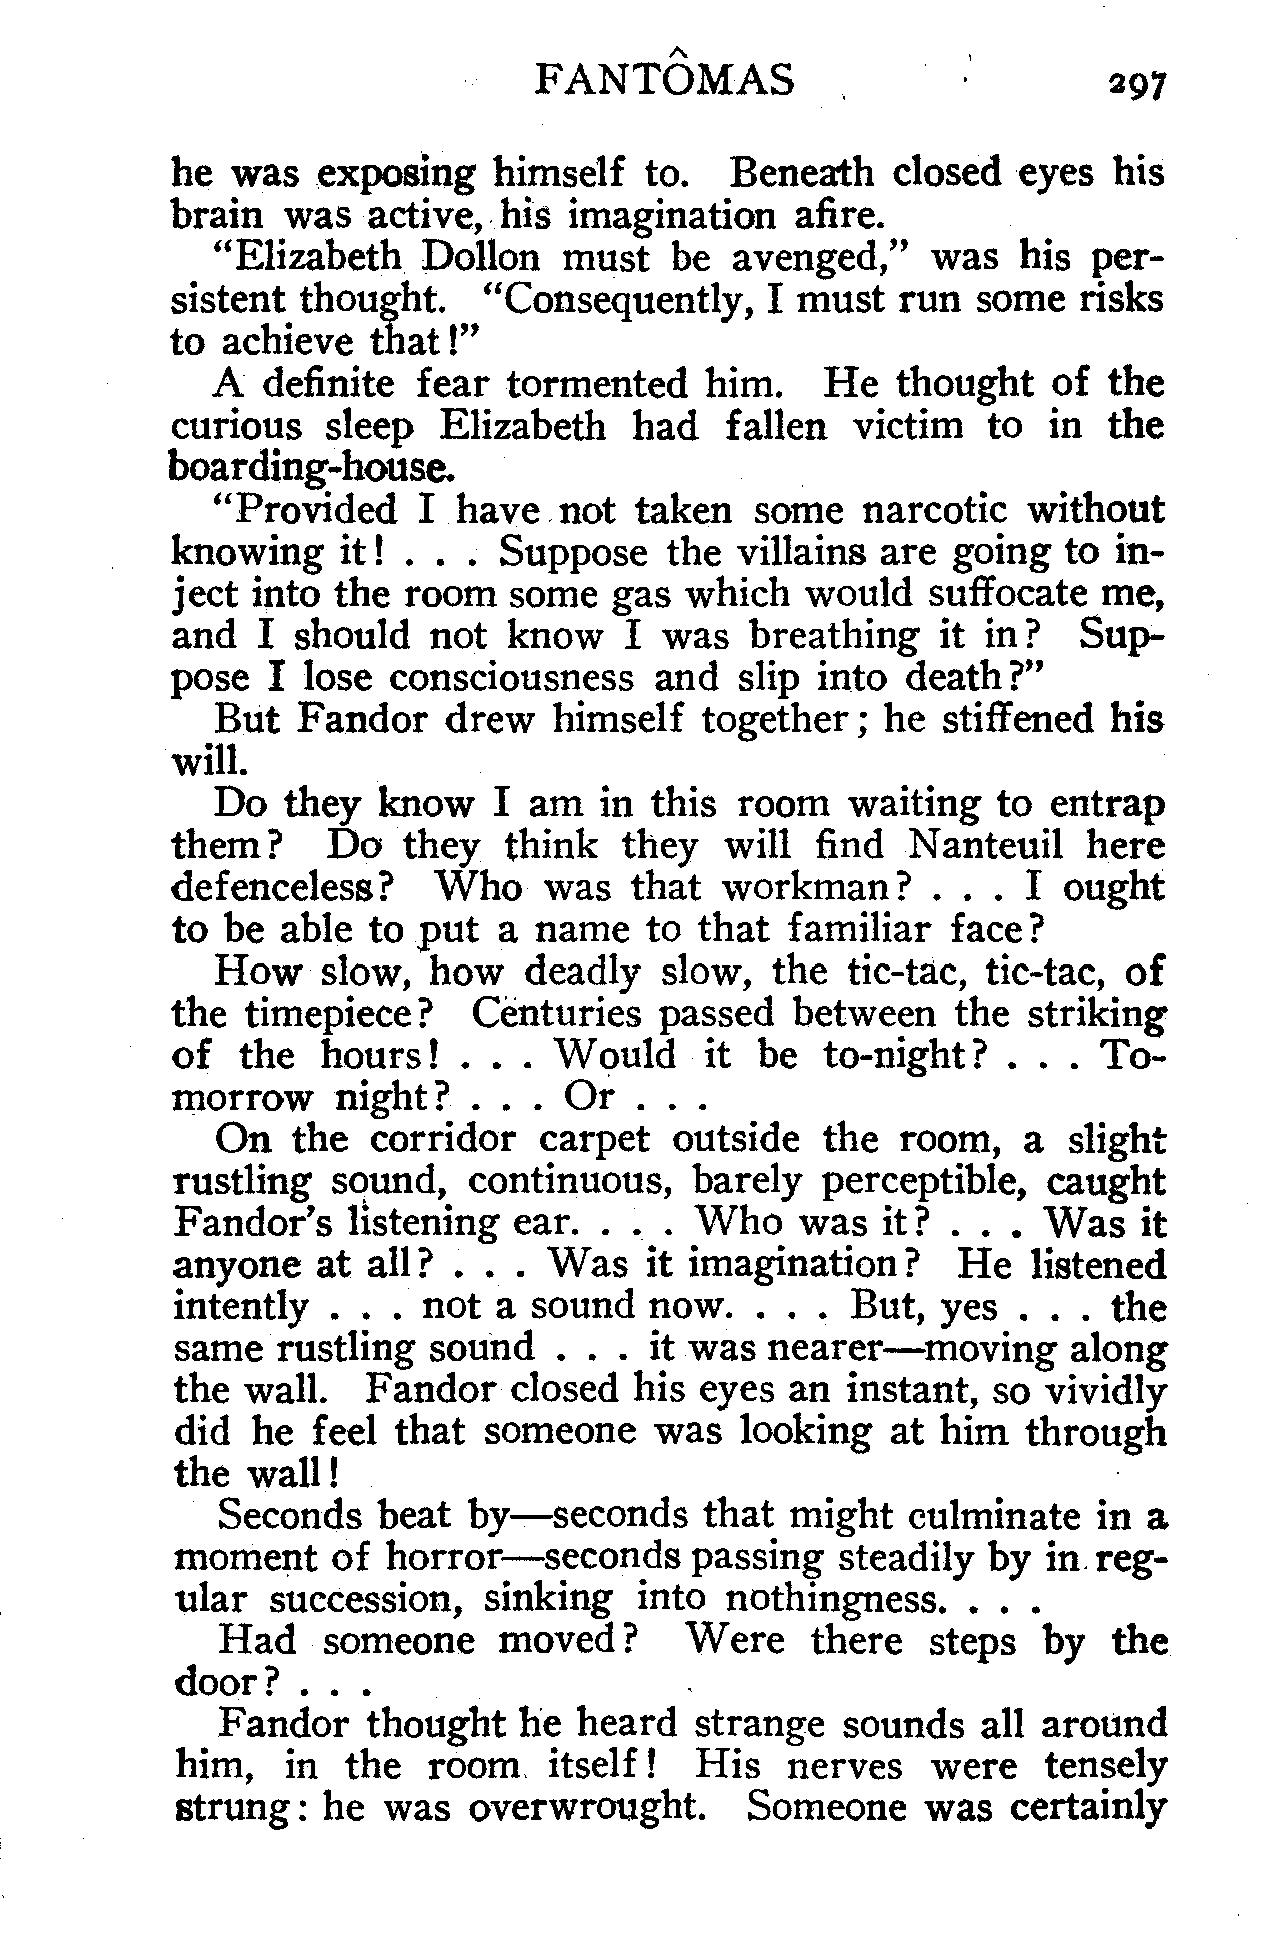 FANTÔMAS 297
he was exposing himself to. Beneath closed eyes his
brain was active, his imagination afire.
“Elizabeth Dollon must be avenged,” was his per-
sistent thought. “Consequently, I must run some risks
to achieve that!”
A definite fear tormented him. He thought of the
curious sleep Elizabeth had fallen victim to in the
boarding-house.
“Provided I have not taken some narcotic without
knowing it! . . . Suppose the villains are going to in-
ject into the room some gas which would suffocate me,
and I should not know I was breathing it in? Sup-
pose I lose consciousness and slip into death?”
But Fandor drew himself together; he stiffened his
will.
Do they know I am in this room waiting to entrap
them? Do they think they will find Nanteuil here
defenceless? Who was that workman? . . . I ought
to be able to put a name to that familiar face?
How slow, how deadly slow, the tic-tac, tic-tac, of
the timepiece? Centuries passed between the striking
of the hours! . . . Would it be to-night? . . . To-
morrow night? . . . Or . . .
On the corridor carpet outside the room, a slight
rustling sound, continuous, barely perceptible, caught
Fandor's listening ear. . . . Who was it? . . . Was it
anyone at all? . . . Was it imagination? He listened
intently . . . not a sound now. . . . But, yes . . . the
same rustling sound . . . it was nearer—moving along
the wall. Fandor closed his eyes an instant, so vividly
did he feel that someone was looking at him through
the wall!
Seconds beat by—seconds that might culminate in a
moment of horror—seconds passing steadily by in reg-
ular succession, sinking into nothingness. . . .
Had someone moved? Were there steps by the
door? . . .
Fandor thought he heard strange sounds all around
him, in the room itself! His nerves were tensely
strung: he was overwrought. Someone was certainly